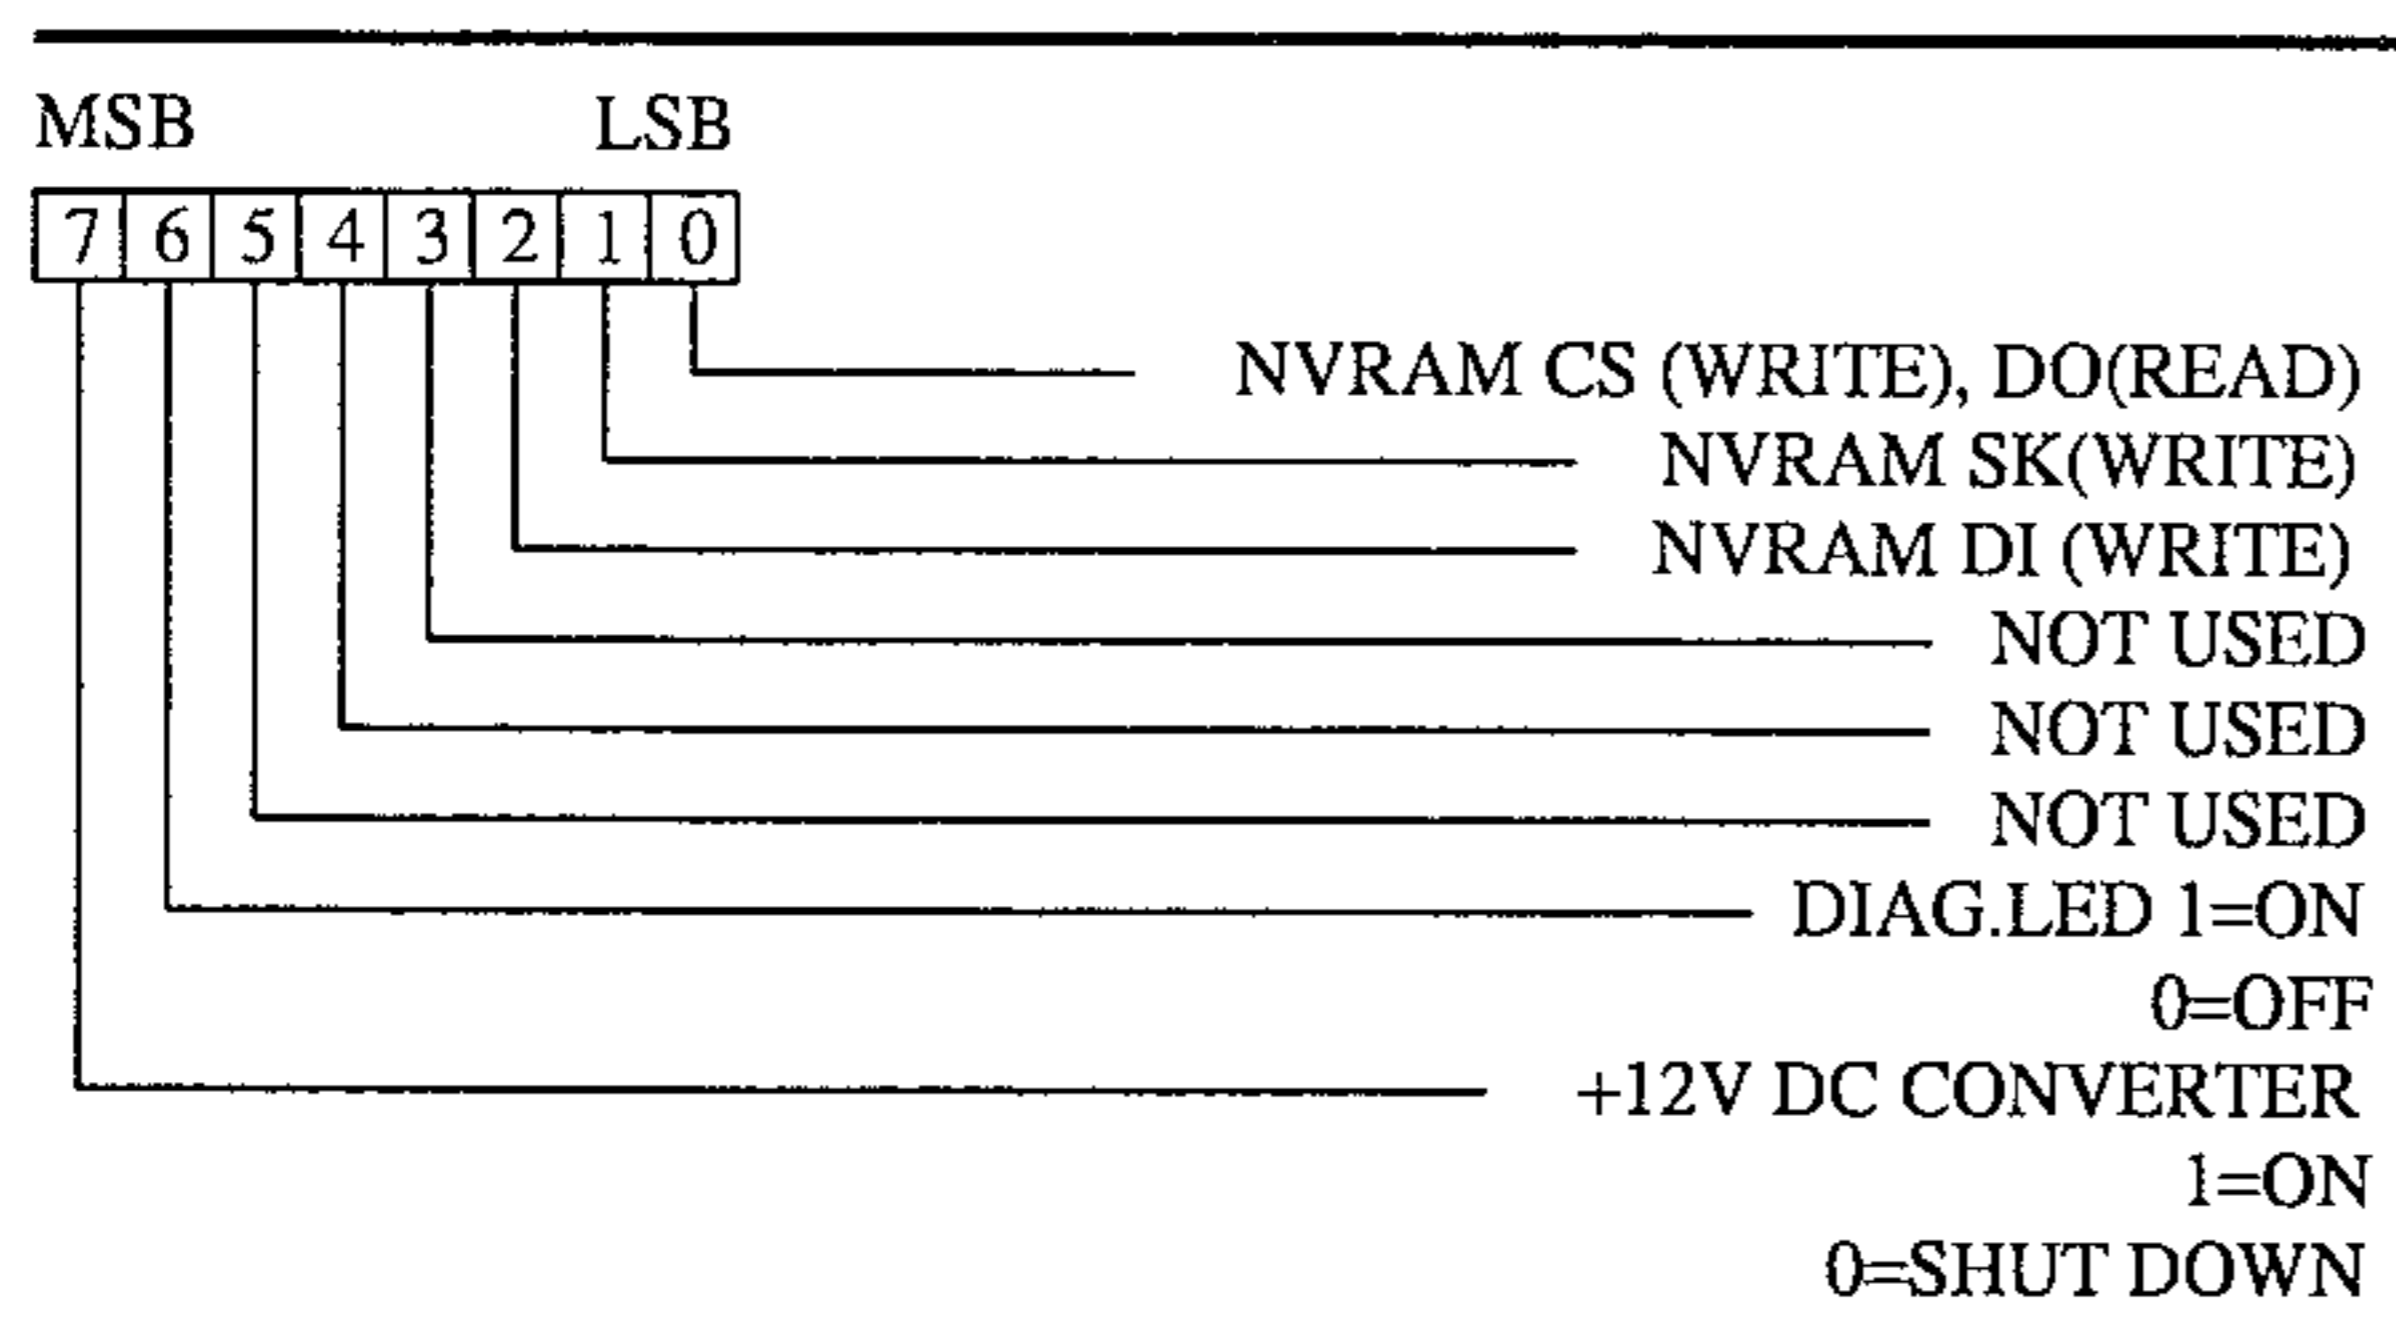 MSB LSB
7 6 5 4 3 2 1 0
NVRAM CS (WRITE), DO(READ)
NVRAM SK(WRITE)
NVRAM DI (WRITE)
NOT USED
NOT USED
NOT USED
DIAG.LED 1=ON
0=OFF
+12V DC CONVERTER
1=ON
0=SHUT DOWN